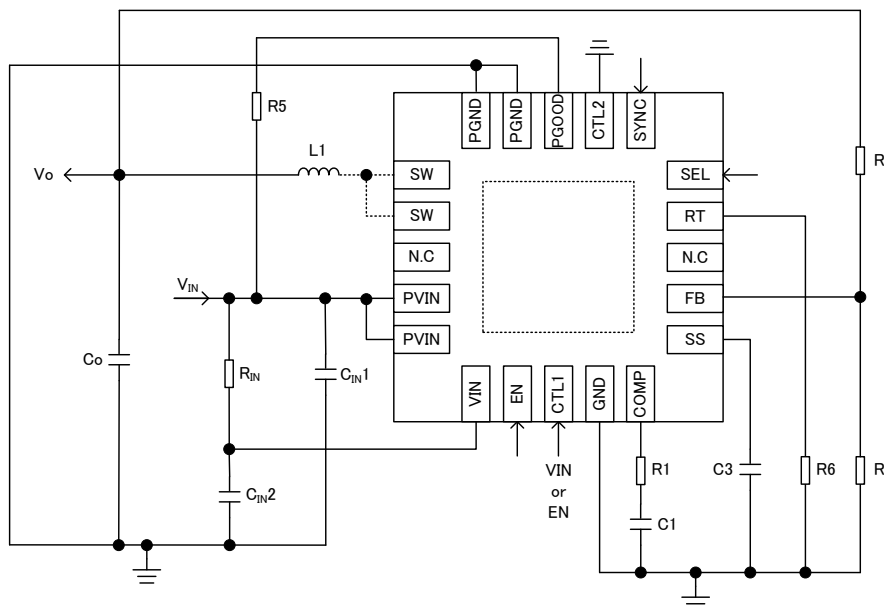 R5
PGND
PGND
PGOOD
CTL2
SYNC
L1
R
Vo
SW
SEL
SW
RT
N.C
N.C
VIN
PVIN
FB
PVIN
SS
Co
RIN
CIN1
VIN
EN
CTL1
GND
COMP
CIN2
VIN
or
EN
R1
C1
C3
R6
R